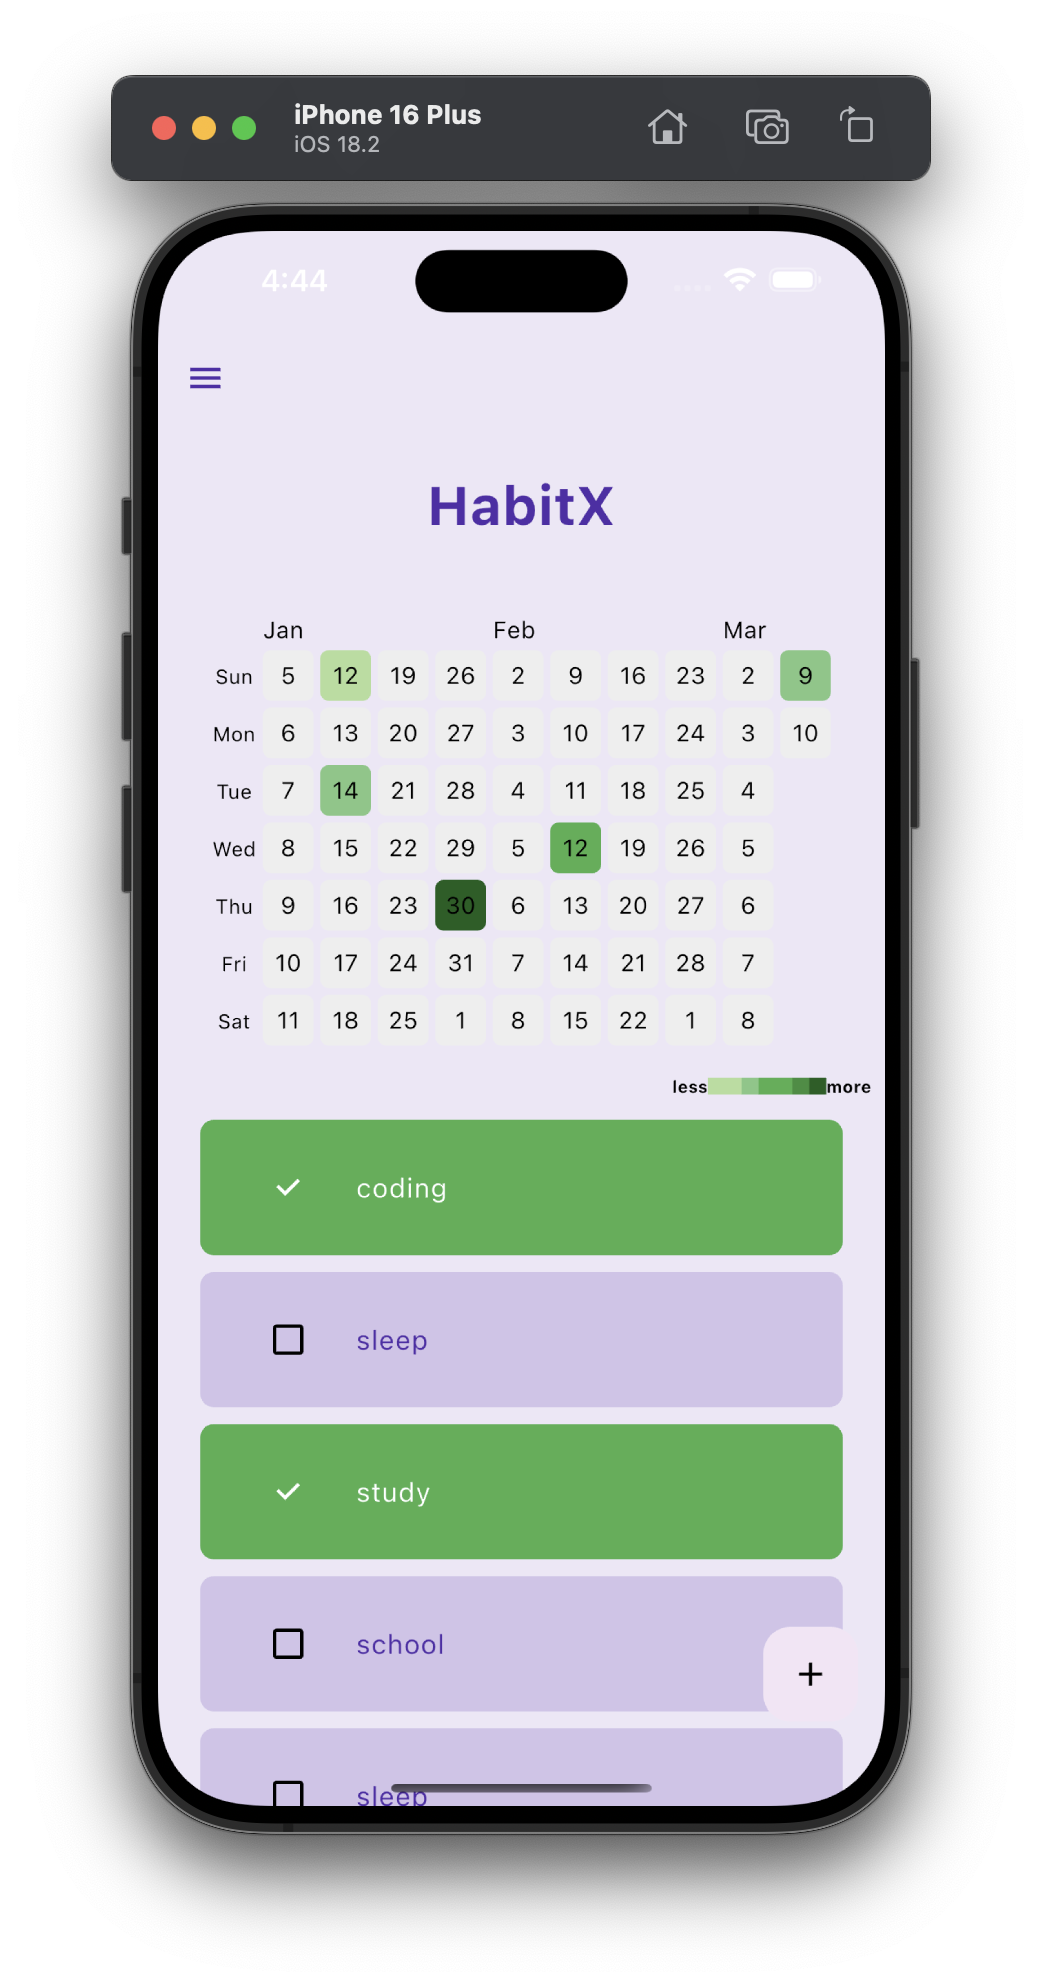 iPhone 16 Plus
iOS 18.2
4:44
HabitX
Jan Feb Mar
Sun 5 12 19 26 2 9 16 23 2 9
Mon 6 13 20 27 3 10 17 24 3 10
Tue 7 14 21 28 4 11 18 25 4
Wed 8 15 22 29 5 12 19 26 5
Thu 9 16 23 30 6 13 20 27 6
Fri 10 17 24 31 7 14 21 28 7
Sat 11 18 25 1 8 15 22 1 8
less more
coding
sleep
study
school
+
sleep